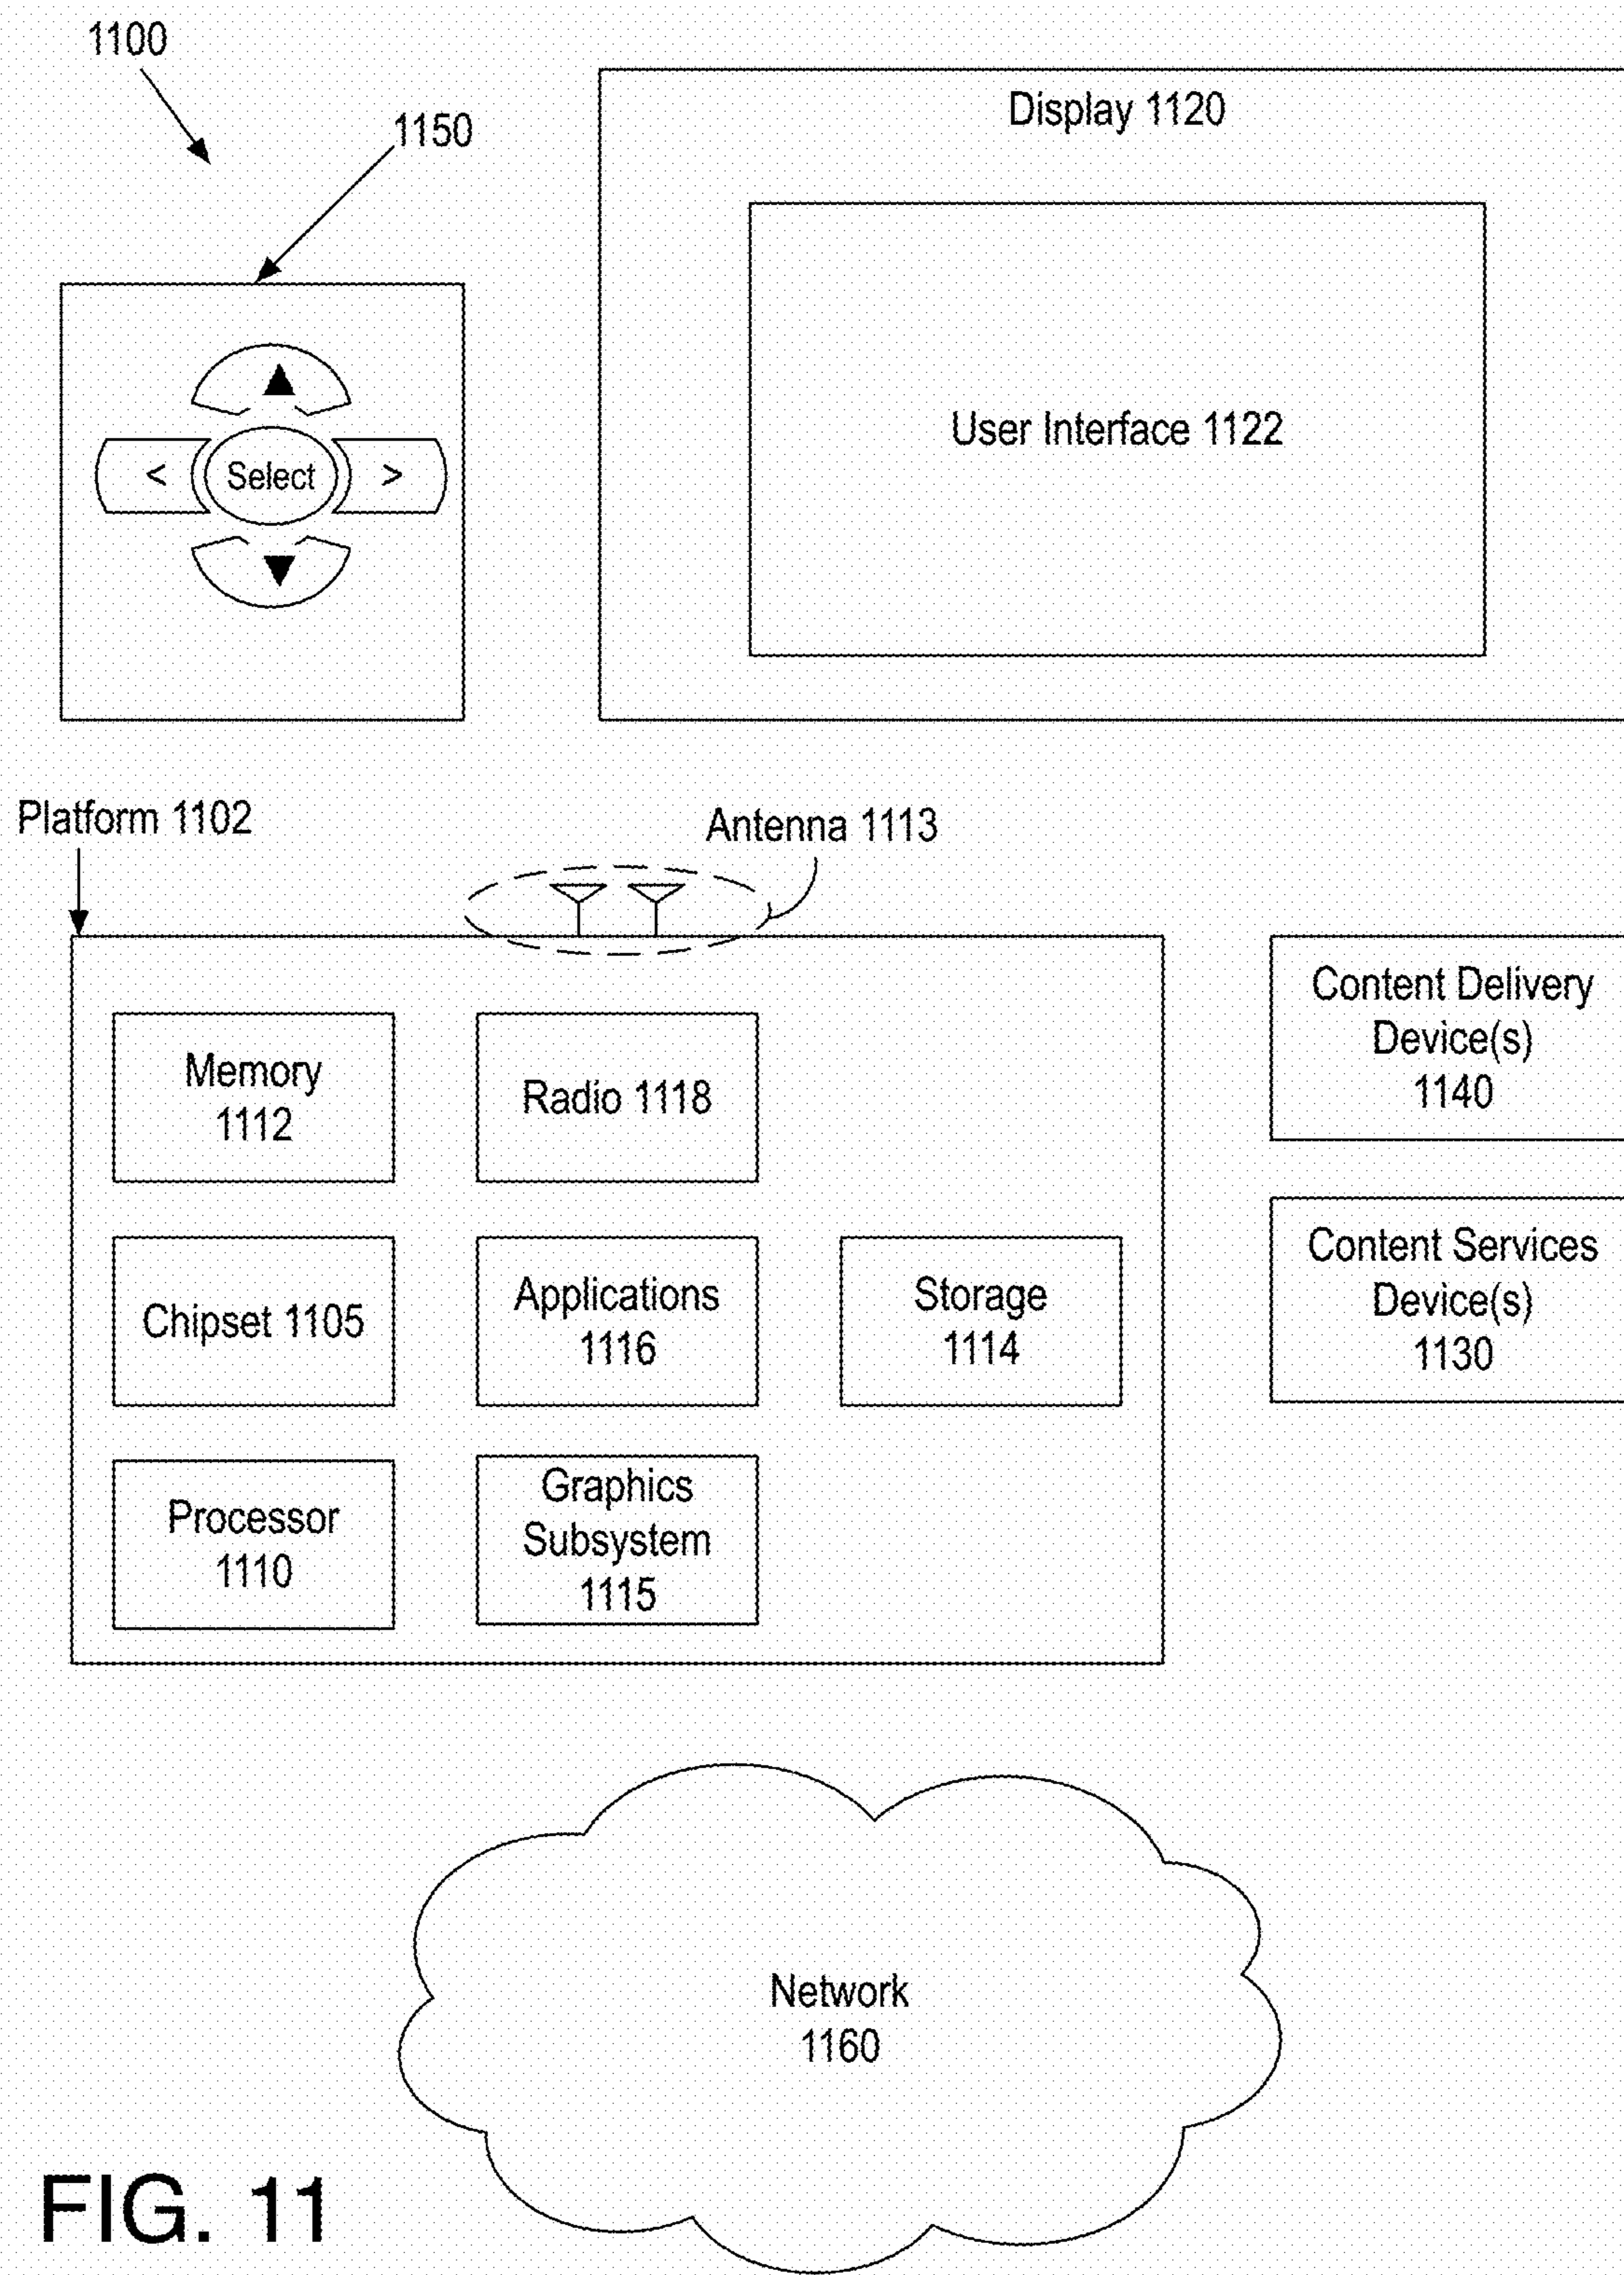 1100
1150
Display 1120
User Interface 1122
<
Select
>
Platform 1102
Antenna 1113
Memory
1112
Radio 1118
Content Delivery
Device(s)
1140
Chipset 1105
Applications
1116
Storage
1114
Content Services
Device(s)
1130
Processor
1110
Graphics
Subsystem
1115
Network
1160
FIG. 11